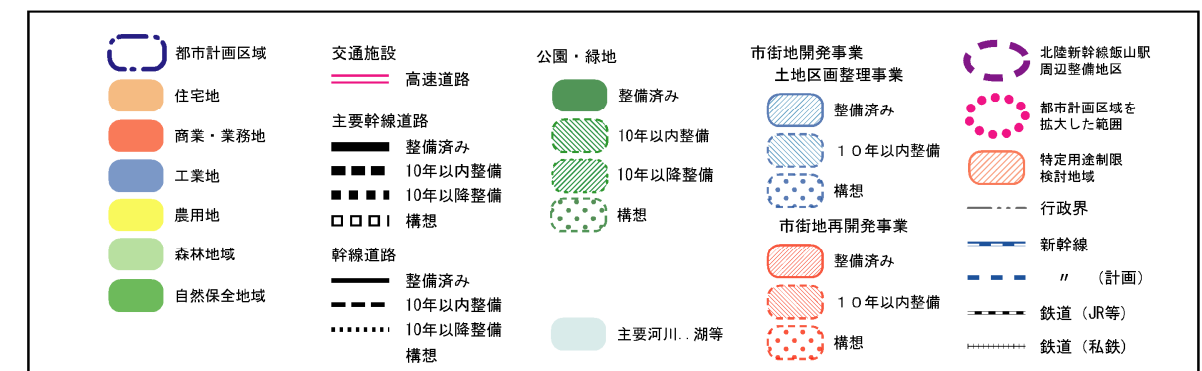 都市計画区域
住宅地
商業・業務地
工業地
農用地
森林地域
自然保全地域
交通施設
高速道路
主要幹線道路
整備済み
10年以内整備
10年以降整備
構想
幹線道路
整備済み
10年以内整備
10年以降整備
構想
公園・緑地
整備済み
10年以内整備
10年以降整備
構想
主要河川..湖等
市街地開発事業
土地区画整理事業
整備済み
10年以内整備
構想
市街地再開発事業
整備済み
10年以内整備
構想
北陸新幹線飯山駅
周辺整備地区
都市計画区域を
拡大した範囲
特定用途制限
検討地域
行政界
新幹線
〃 (計画)
鉄道(JR等)
鉄道(私鉄)